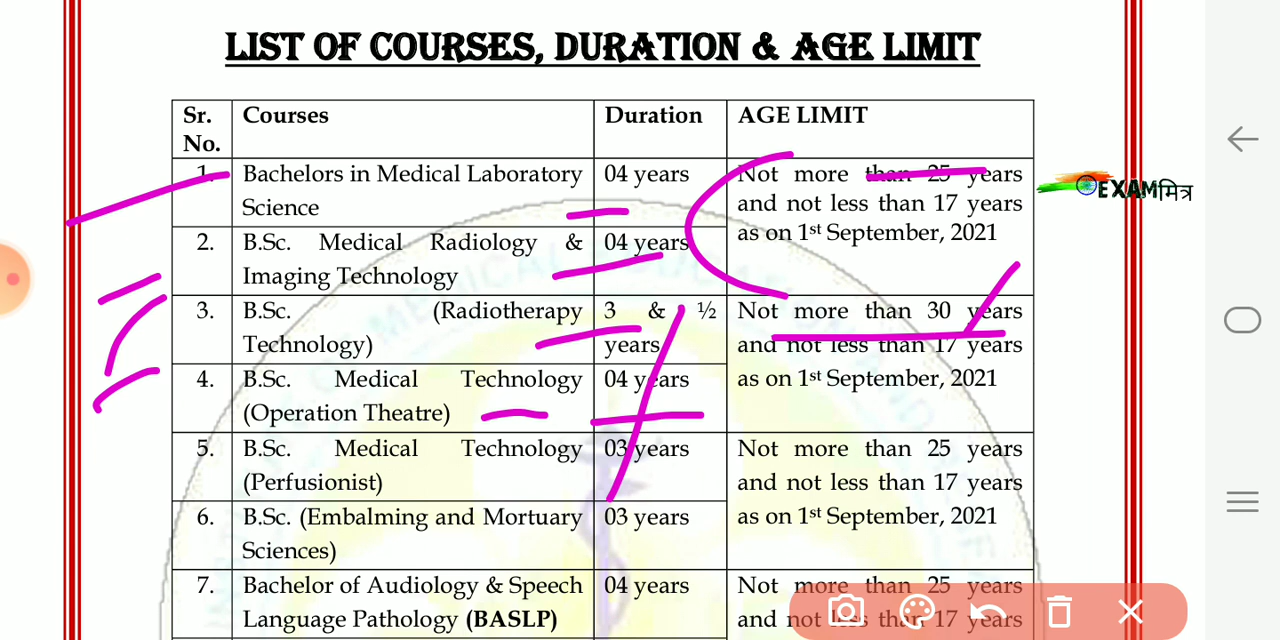 LIST OF COURSES, DURATION & AGE LIMIT
Sr. No. Courses Duration AGE LIMIT
1. Bachelors in Medical Laboratory Science 04 years Not more than 25 years and not less than 17 years as on 1st September, 2021
2. B.Sc. Medical Radiology & Imaging Technology 04 years
3. B.Sc. (Radiotherapy Technology) 3 & ½ years Not more than 30 years and not less than 17 years as on 1st September, 2021
4. B.Sc. Medical Technology (Operation Theatre) 04 years
5. B.Sc. Medical Technology (Perfusionist) 03 years Not more than 25 years and not less than 17 years as on 1st September, 2021
6. B.Sc. (Embalming and Mortuary Sciences) 03 years
7. Bachelor of Audiology & Speech Language Pathology (BASLP) 04 years Not more than 25 years and not less than 17 years
EXAMमित्र